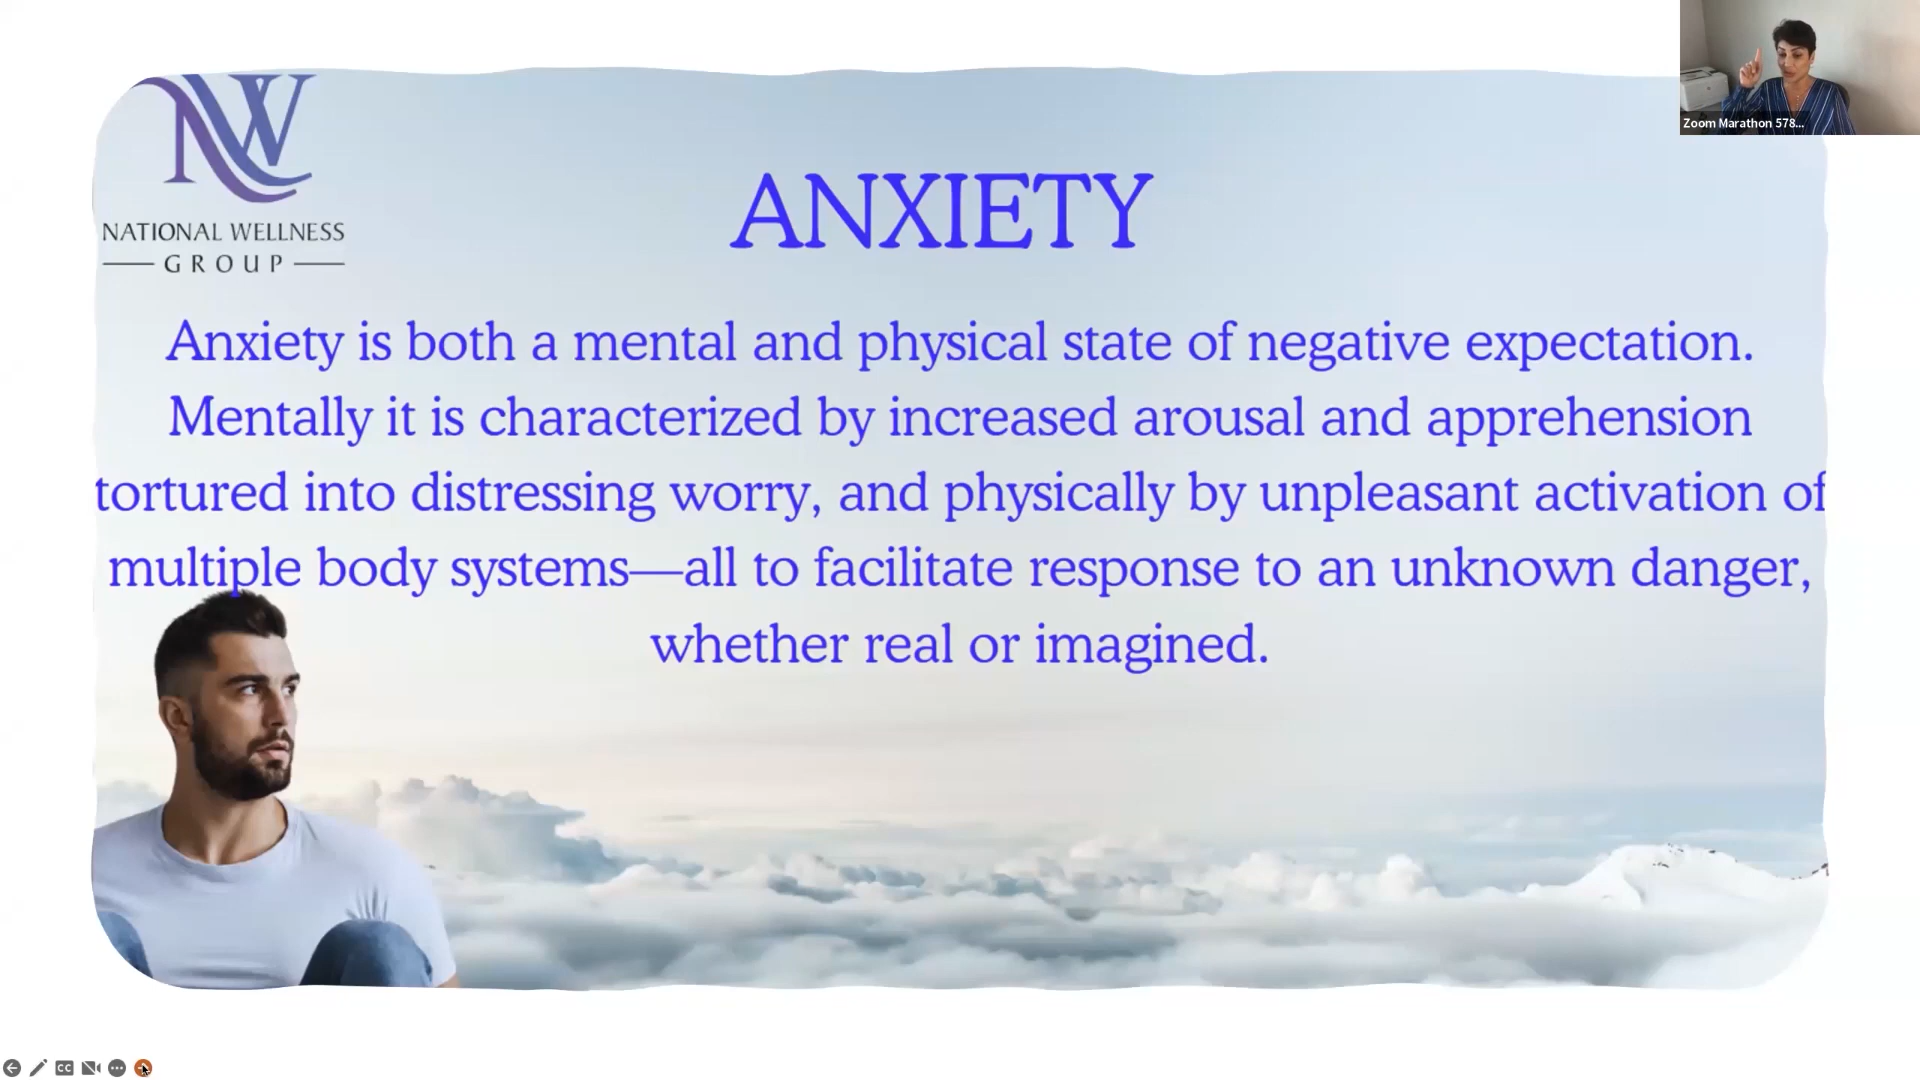 Zoom Marathon 578...
NW
NATIONAL WELLNESS
GROUP
ANXIETY
Anxiety is both a mental and physical state of negative expectation.
Mentally it is characterized by increased arousal and apprehension
tortured into distressing worry, and physically by unpleasant activation of
multiple body systems—all to facilitate response to an unknown danger,
whether real or imagined.
CC